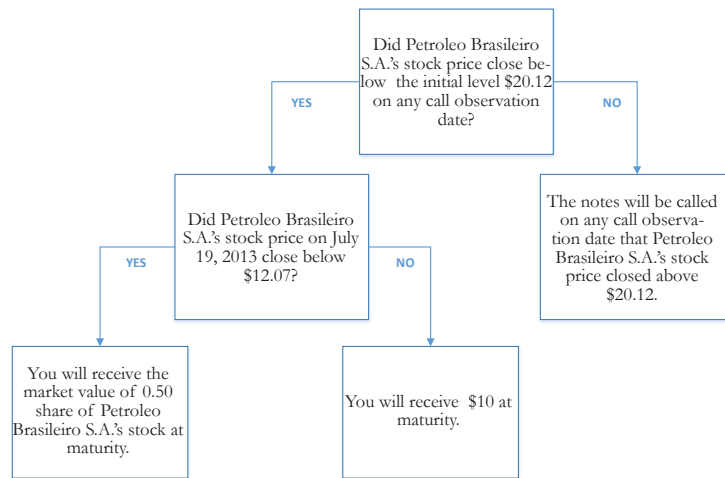 Did Petroleo Brasileiro
S.A.'s stock price close be-
low the initial level $20.12
on any call observation
date?
YES
NO
Did Petroleo Brasileiro
S.A.'s stock price on July
19, 2013 close below
$12.07?
The notes will be called
on any call observa-
tion date that Petroleo
Brasileiro S.A.'s stock
price closed above
$20.12.
YES
NO
You will receive the
market value of 0.50
share of Petroleo
Brasileiro S.A.'s stock at
maturity.
You will receive $10 at
maturity.